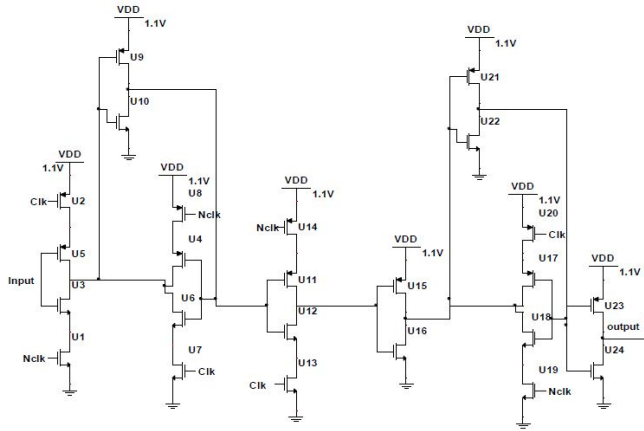 VDD
1.1V
U9
U10
VDD
1.1V
U2
Clk
U5
Input
U3
U1
Nclk
VDD
1.1V
U8
Nclk
U4
U6
U7
Clk
VDD
1.1V
U14
Nclk
U11
U12
U13
Clk
VDD
1.1V
U15
U16
VDD
1.1V
U21
U22
VDD
1.1V
U20
Clk
U17
U18
U19
Nclk
VDD
1.1V
U23
output
U24